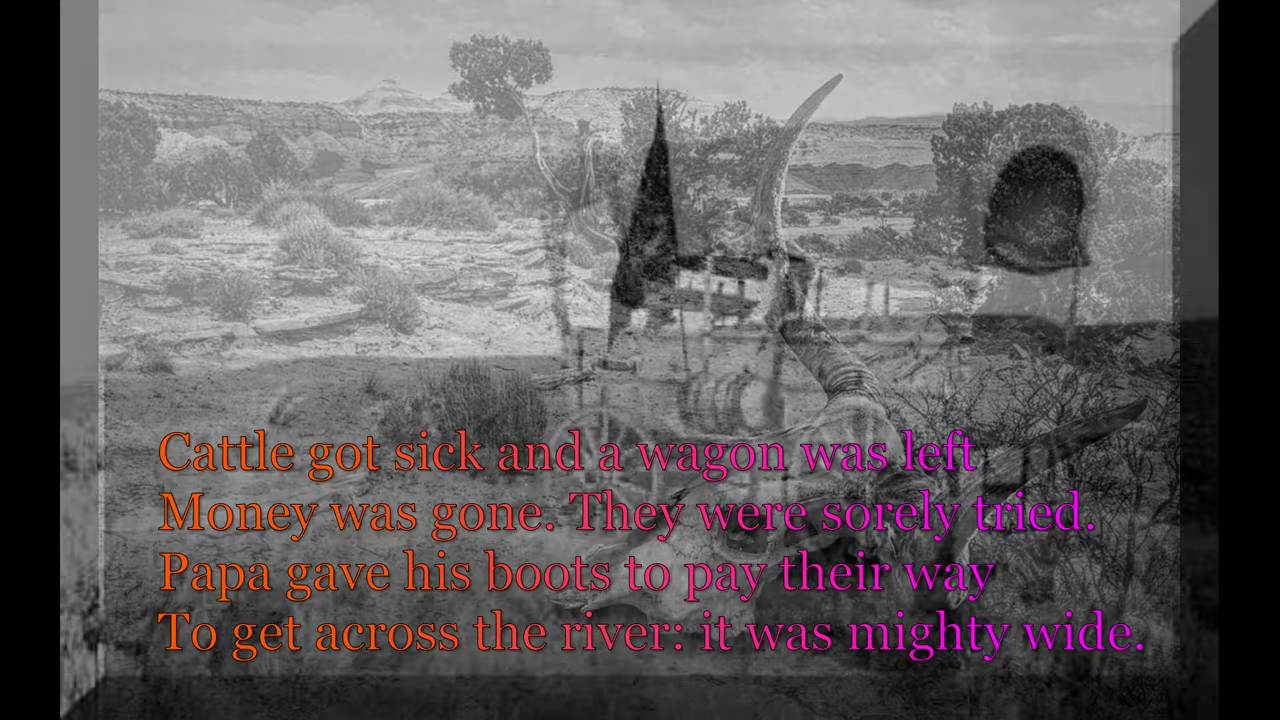 Cattle got sick and a wagon was left
Money was gone. They were sorely tried.
Papa gave his boots to pay their way
To get across the river: it was mighty wide.